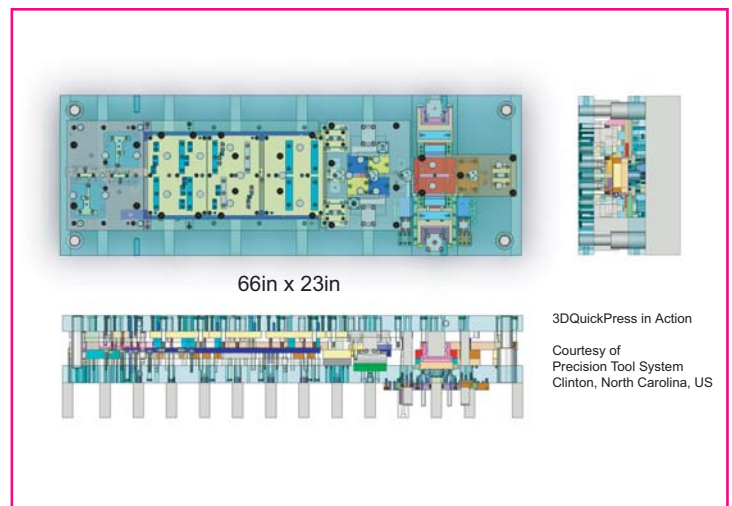 66in x 23in
3DQuickPress in Action
Courtesy of
Precision Tool System
Clinton, North Carolina, US